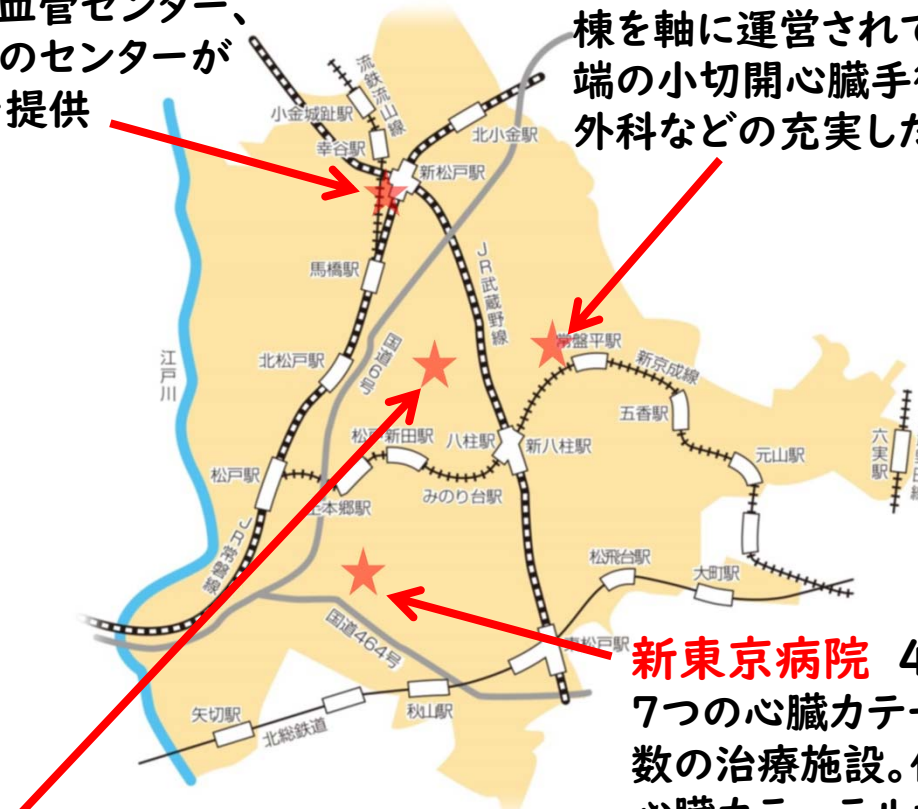 血管センター、
のセンターが
提供
棟を軸に運営されて
端の小切開心臓手
外科などの充実した
流鉄流山線
小金城趾駅
幸谷駅
北小金駅
新松戸駅
馬橋駅
JR武蔵野線
江戸川
北松戸駅
国道6号
常盤平駅
新京成線
五香駅
松戸新田駅
八柱駅
新八柱駅
元山駅
六実駅
松戸駅
上本郷駅
みのり台駅
JR常磐線
松飛台駅
大町駅
国道464号
東松戸駅
新東京病院
7つの心臓カテー
数の治療施設。
矢切駅
北総鉄道
秋山駅